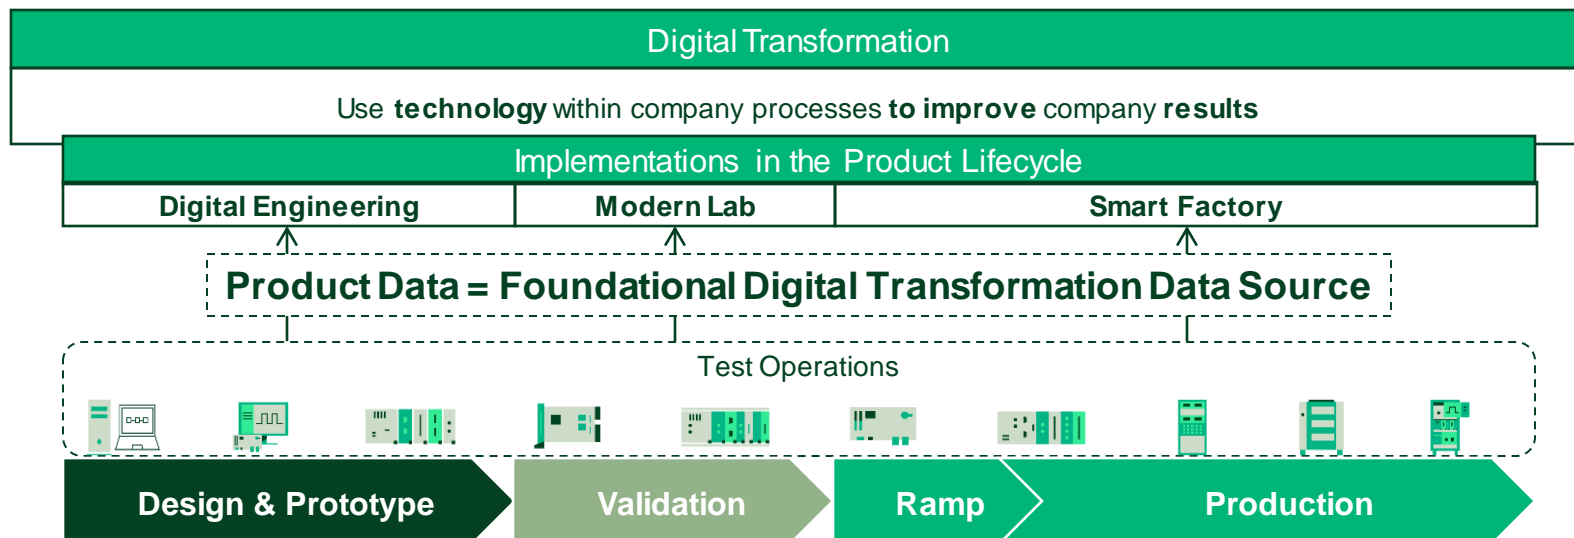 Digital Transformation
Use technology within company processes to improve company results
Implementations in the Product Lifecycle
Digital Engineering
Modern Lab
Smart Factory
Product Data = Foundational Digital Transformation Data Source
Test Operations
Design & Prototype
Validation
Ramp
Production